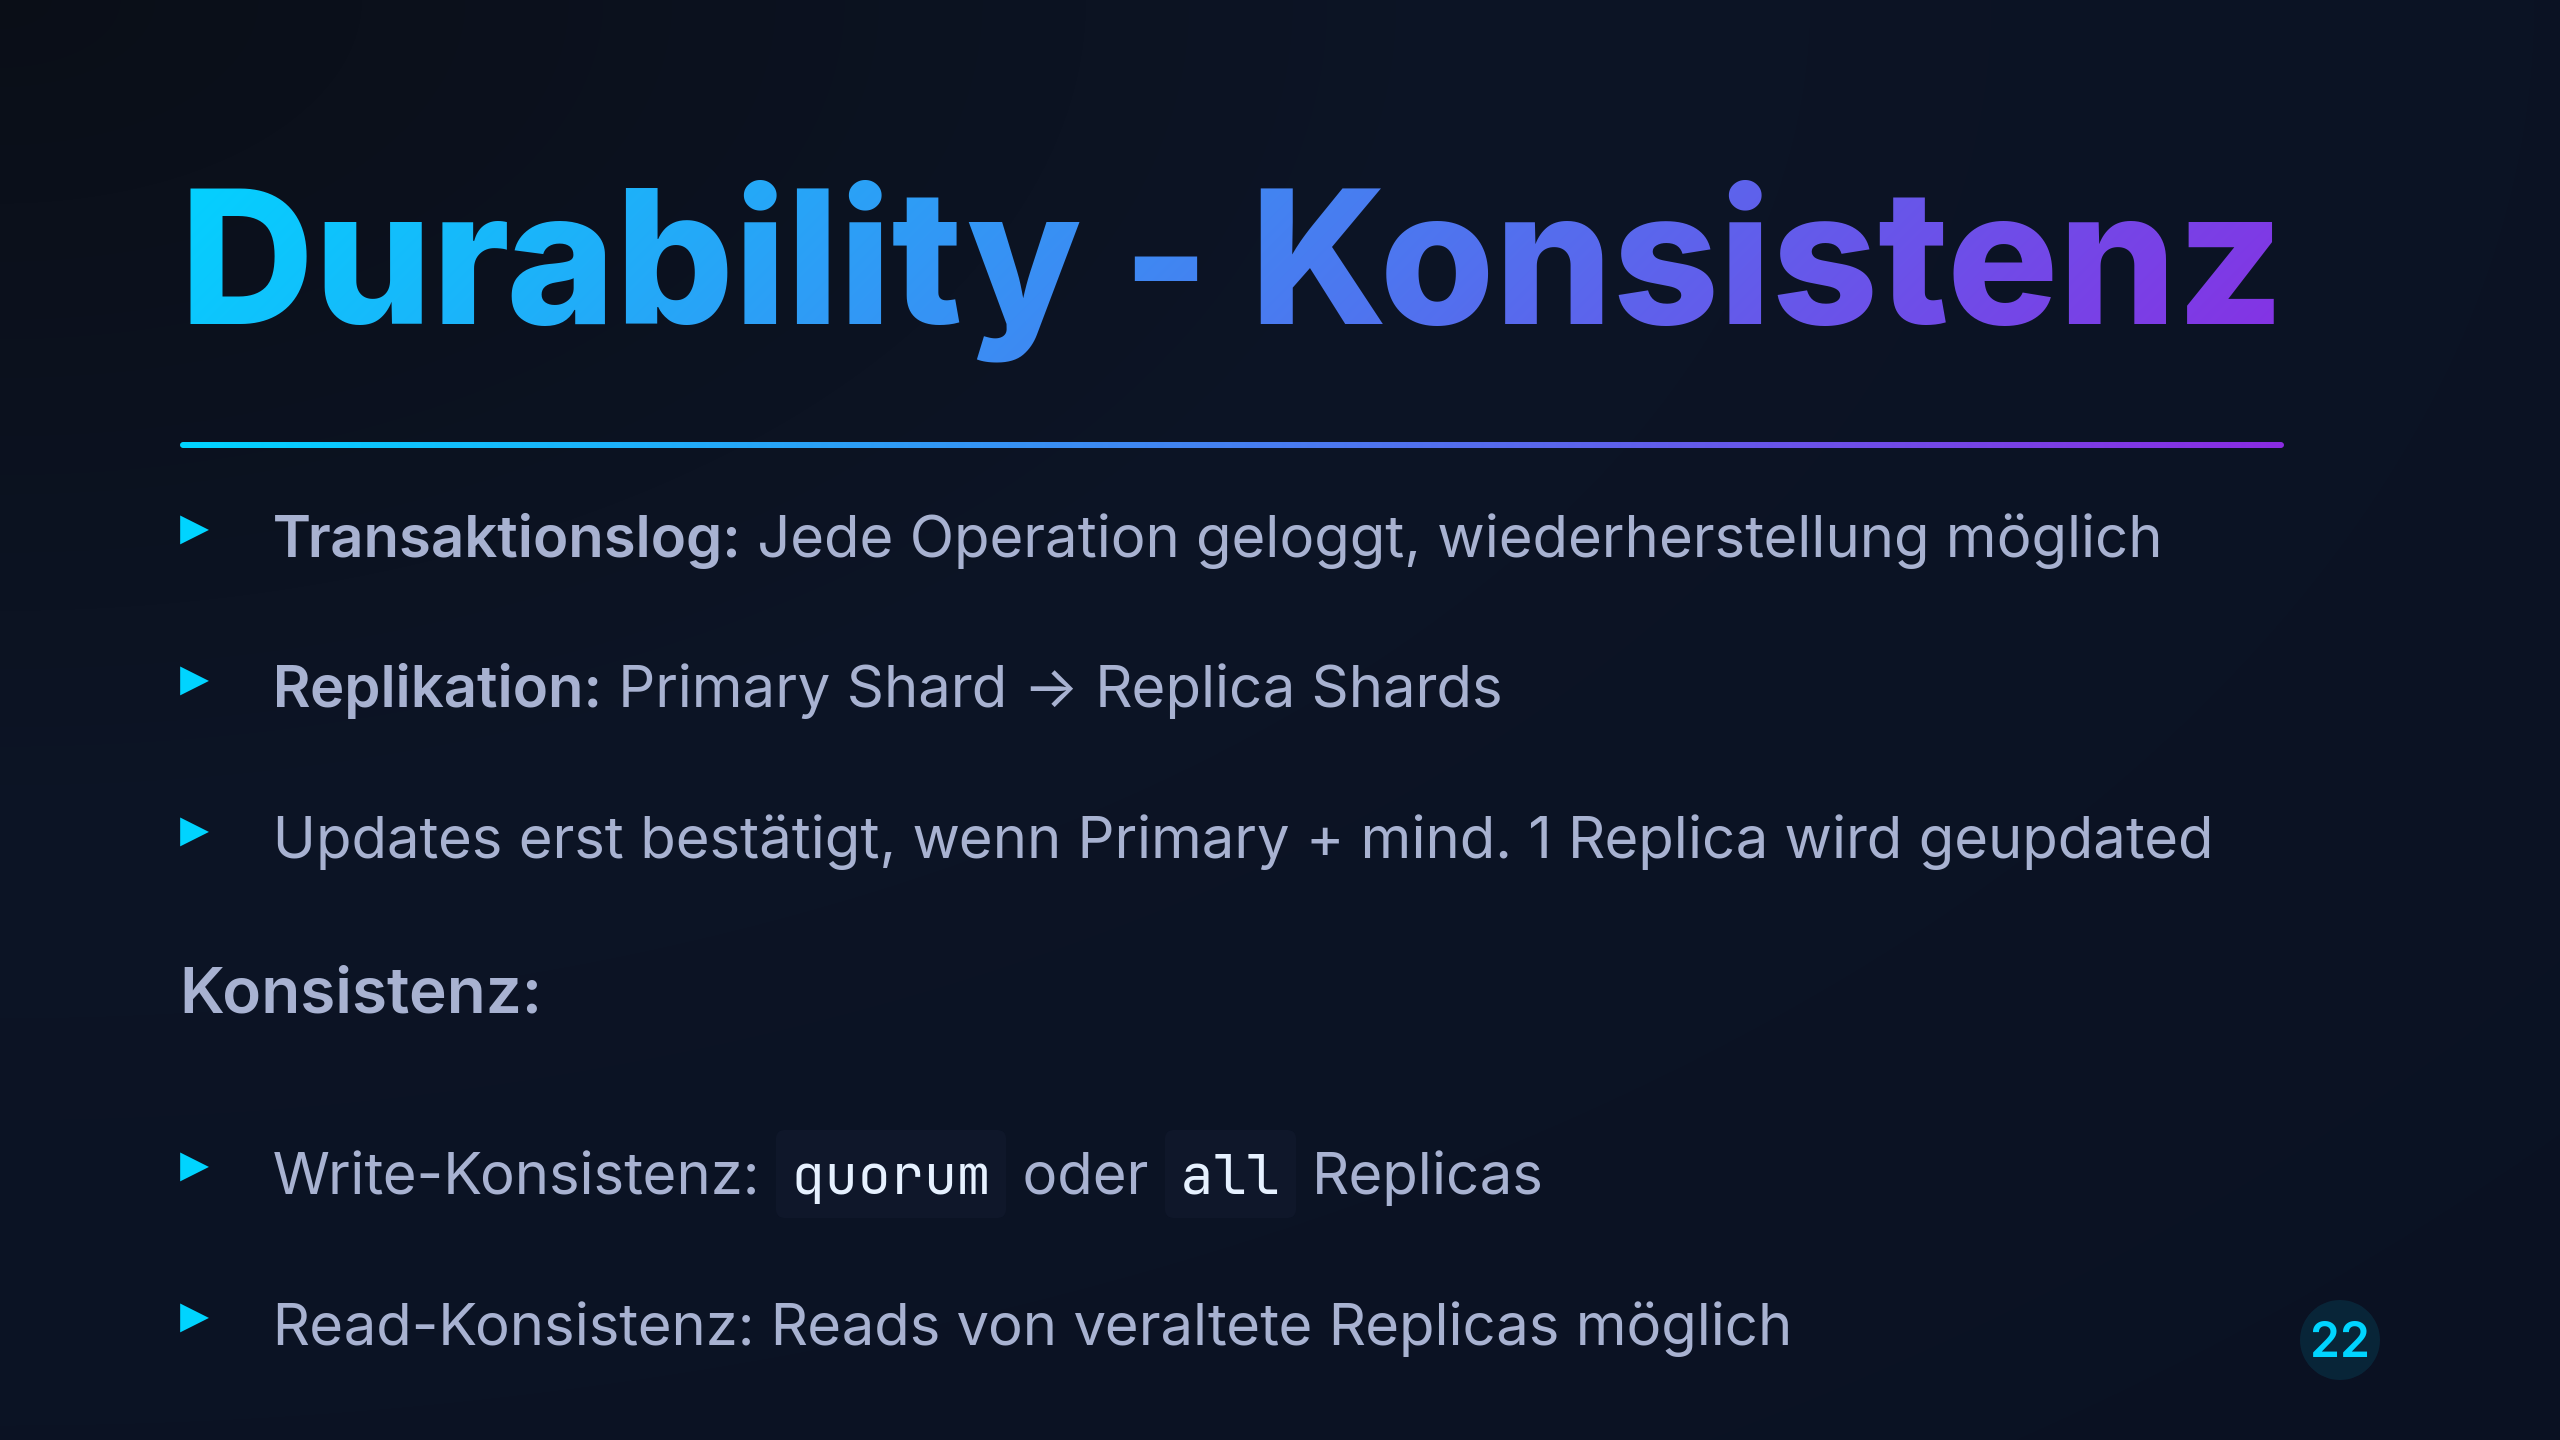 Durability - Konsistenz
▶ Transaktionslog: Jede Operation geloggt, wiederherstellung möglich
▶ Replikation: Primary Shard → Replica Shards
▶ Updates erst bestätigt, wenn Primary + mind. 1 Replica wird geupdated
Konsistenz:
▶ Write-Konsistenz: quorum oder all Replicas
▶ Read-Konsistenz: Reads von veraltete Replicas möglich
22